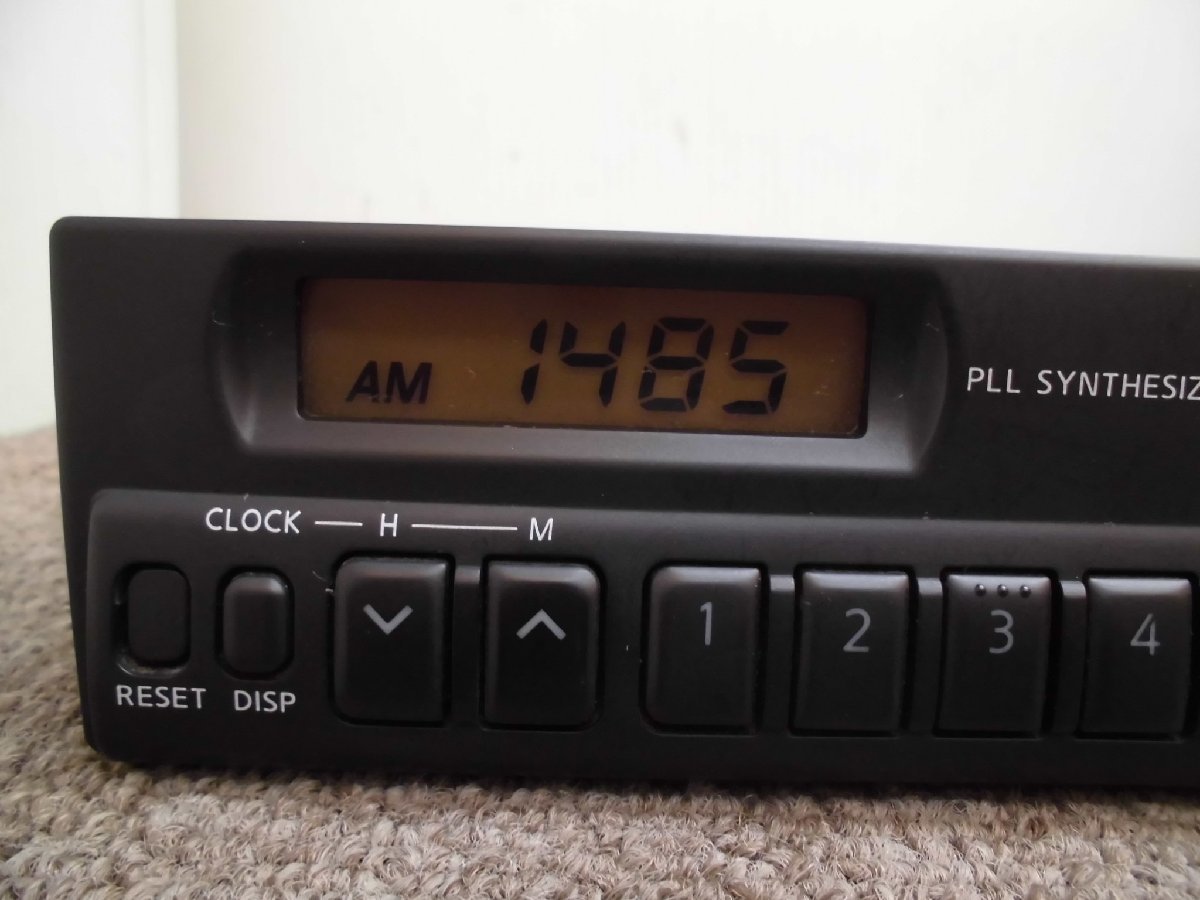 AM 1485
PLL SYNTHESIZ
CLOCK H M
1 2 3 4
RESET DISP